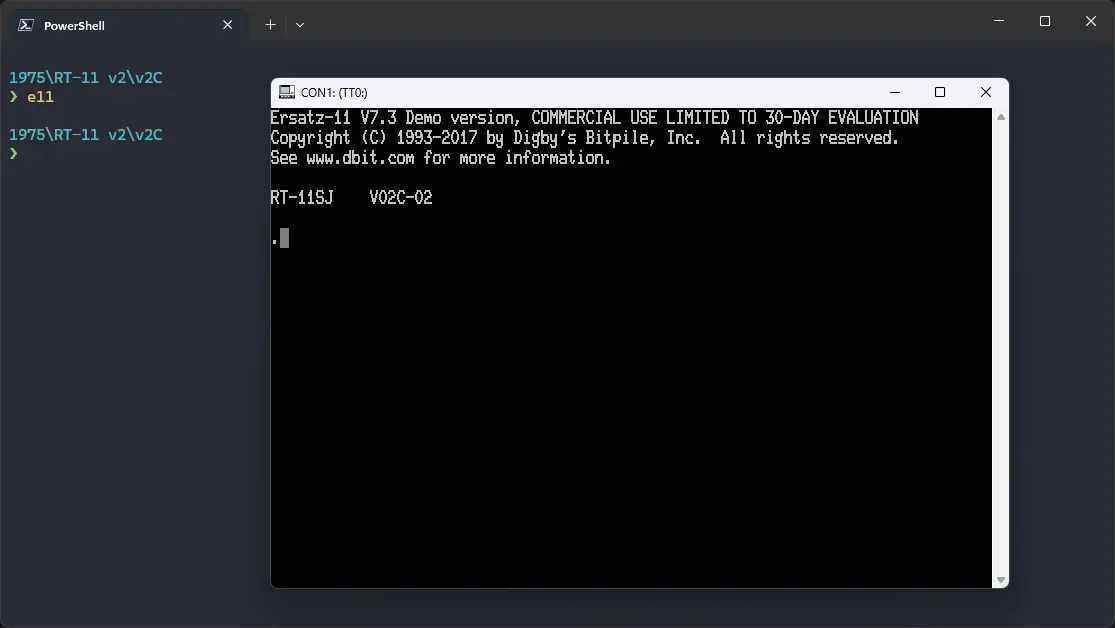 PowerShell
1975\RT-11 v2\v2C
❯ e11
1975\RT-11 v2\v2C
❯
CON1: (TT0:)
Ersatz-11 V7.3 Demo version, COMMERCIAL USE LIMITED TO 30-DAY EVALUATION
Copyright (C) 1993-2017 by Digby's Bitpile, Inc.  All rights reserved.
See www.dbit.com for more information.
RT-11SJ    V02C-02
.